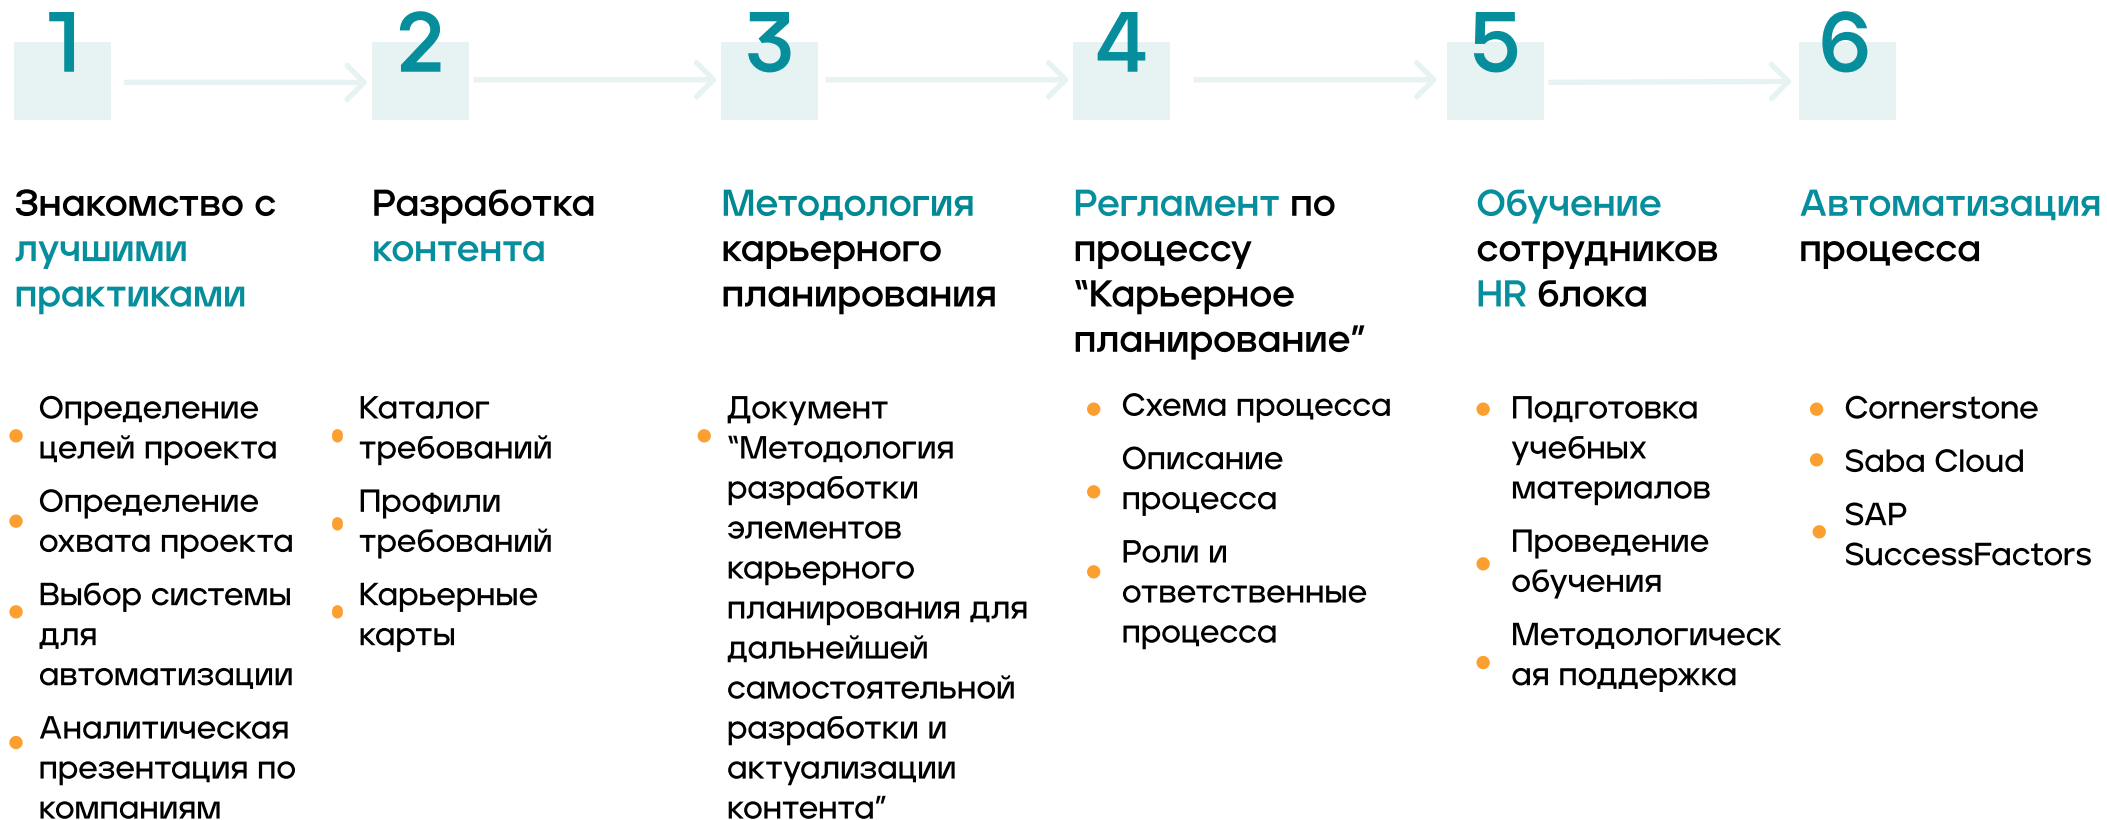 1
2
3
4
5
6
Знакомство с
лучшими
практиками
Определение
целей проекта
Определение
охвата проекта
Выбор системы
для
автоматизации
Аналитическая
презентация по
компаниям
Разработка
контента
Каталог
требований
Профили
требований
Карьерные
карты
Методология
карьерного
планирования
Документ
“Методология
разработки
элементов
карьерного
планирования для
дальнейшей
самостоятельной
разработки и
актуализации
контента”
Регламент по
процессу
“Карьерное
планирование”
Схема процесса
Описание
процесса
Роли и
ответственные
процесса
Обучение
сотрудников
HR блока
Подготовка
учебных
материалов
Проведение
обучения
Методологическ
ая поддержка
Автоматизация
процесса
Cornerstone
Saba Cloud
SAP
SuccessFactors